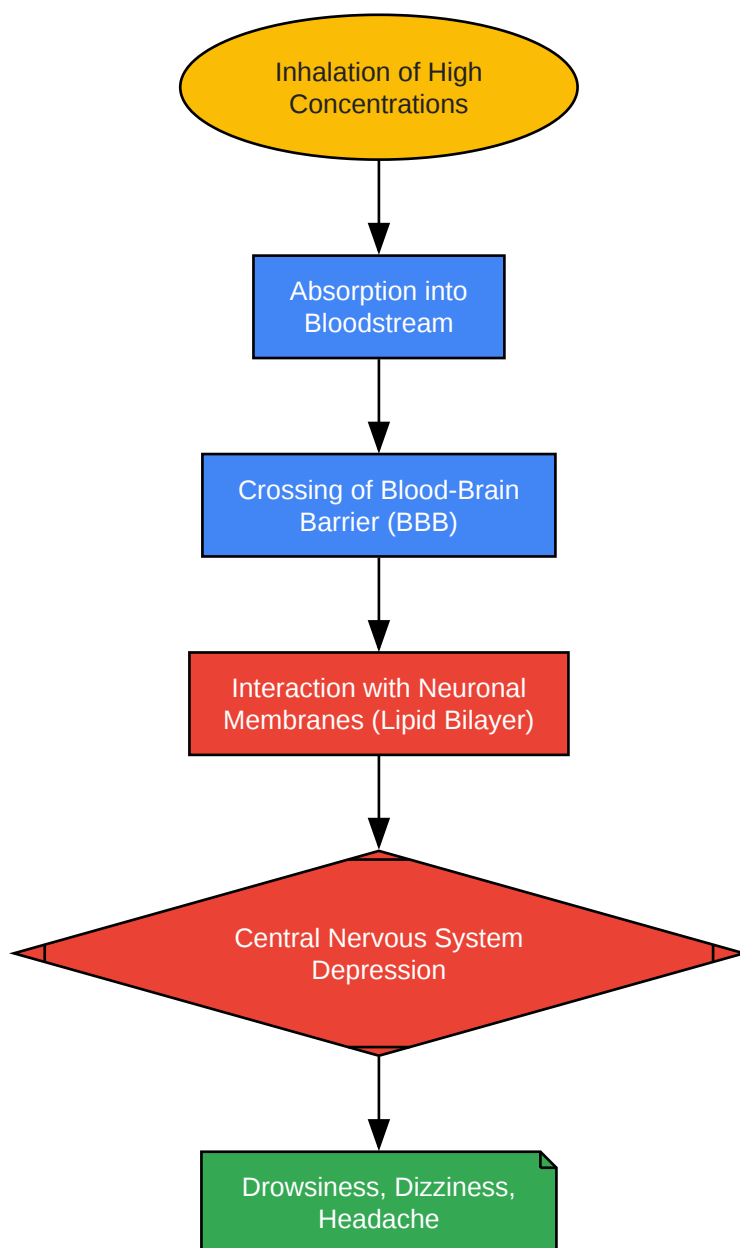 Inhalation of High
Concentrations
Absorption into
Bloodstream
Crossing of Blood-Brain
Barrier (BBB)
Interaction with Neuronal
Membranes (Lipid Bilayer)
Central Nervous System
Depression
Drowsiness, Dizziness,
Headache